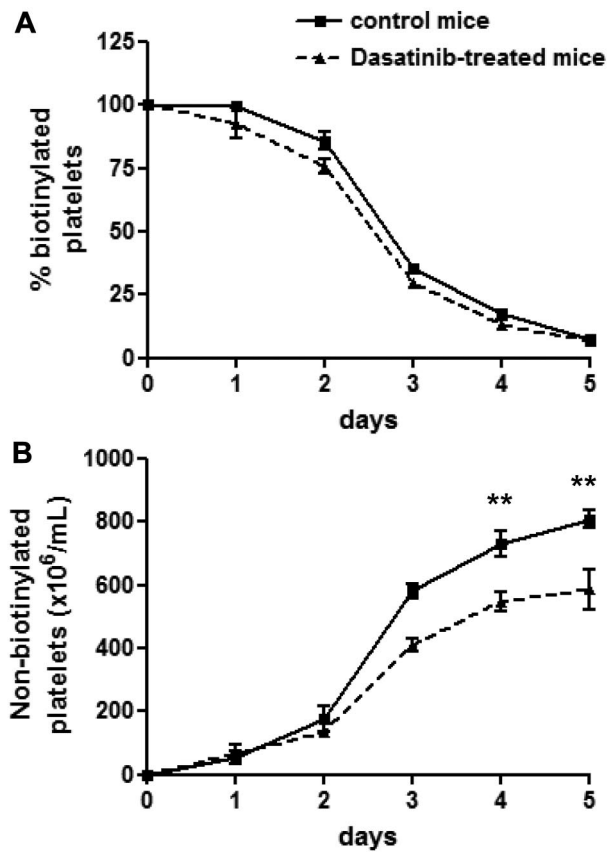 A
control mice
Dasatinib-treated mice
% biotinylated
platelets
125
100
75
50
25
0
0 1 2 3 4 5
days
B
Non-biotinylated
platelets (x10⁶/mL)
1000
800
600
400
200
0
** **
0 1 2 3 4 5
days